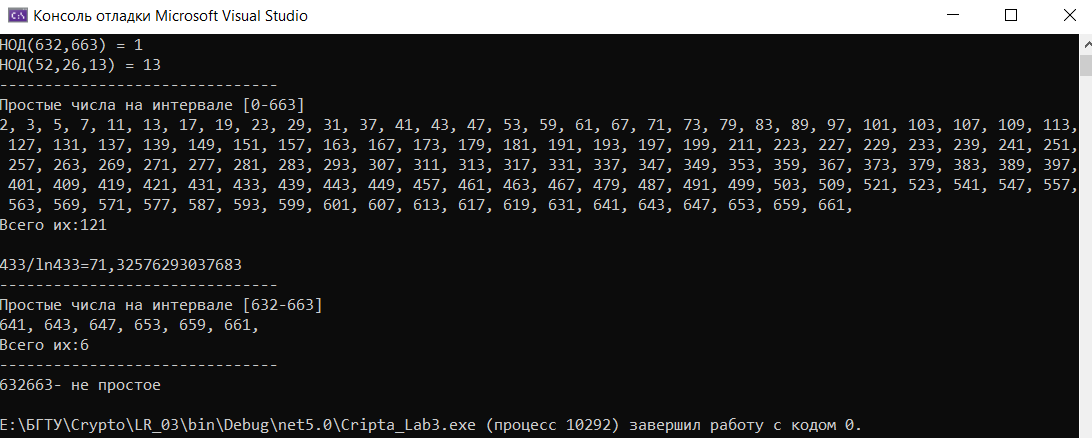 Консоль отладки Microsoft Visual Studio
НОД(632,663) = 1
НОД(52,26,13) = 13
-------------------------------
Простые числа на интервале [0-663]
2, 3, 5, 7, 11, 13, 17, 19, 23, 29, 31, 37, 41, 43, 47, 53, 59, 61, 67, 71, 73, 79, 83, 89, 97, 101, 103, 107, 109, 113,
127, 131, 137, 139, 149, 151, 157, 163, 167, 173, 179, 181, 191, 193, 197, 199, 211, 223, 227, 229, 233, 239, 241, 251,
257, 263, 269, 271, 277, 281, 283, 293, 307, 311, 313, 317, 331, 337, 347, 349, 353, 359, 367, 373, 379, 383, 389, 397,
401, 409, 419, 421, 431, 433, 439, 443, 449, 457, 461, 463, 467, 479, 487, 491, 499, 503, 509, 521, 523, 541, 547, 557,
563, 569, 571, 577, 587, 593, 599, 601, 607, 613, 617, 619, 631, 641, 643, 647, 653, 659, 661,
Всего их:121
433/ln433=71,32576293037683
-------------------------------
Простые числа на интервале [632-663]
641, 643, 647, 653, 659, 661,
Всего их:6
-------------------------------
632663- не простое
E:\БГТУ\Crypto\LR_03\bin\Debug\net5.0\Cripta_Lab3.exe (процесс 10292) завершил работу с кодом 0.